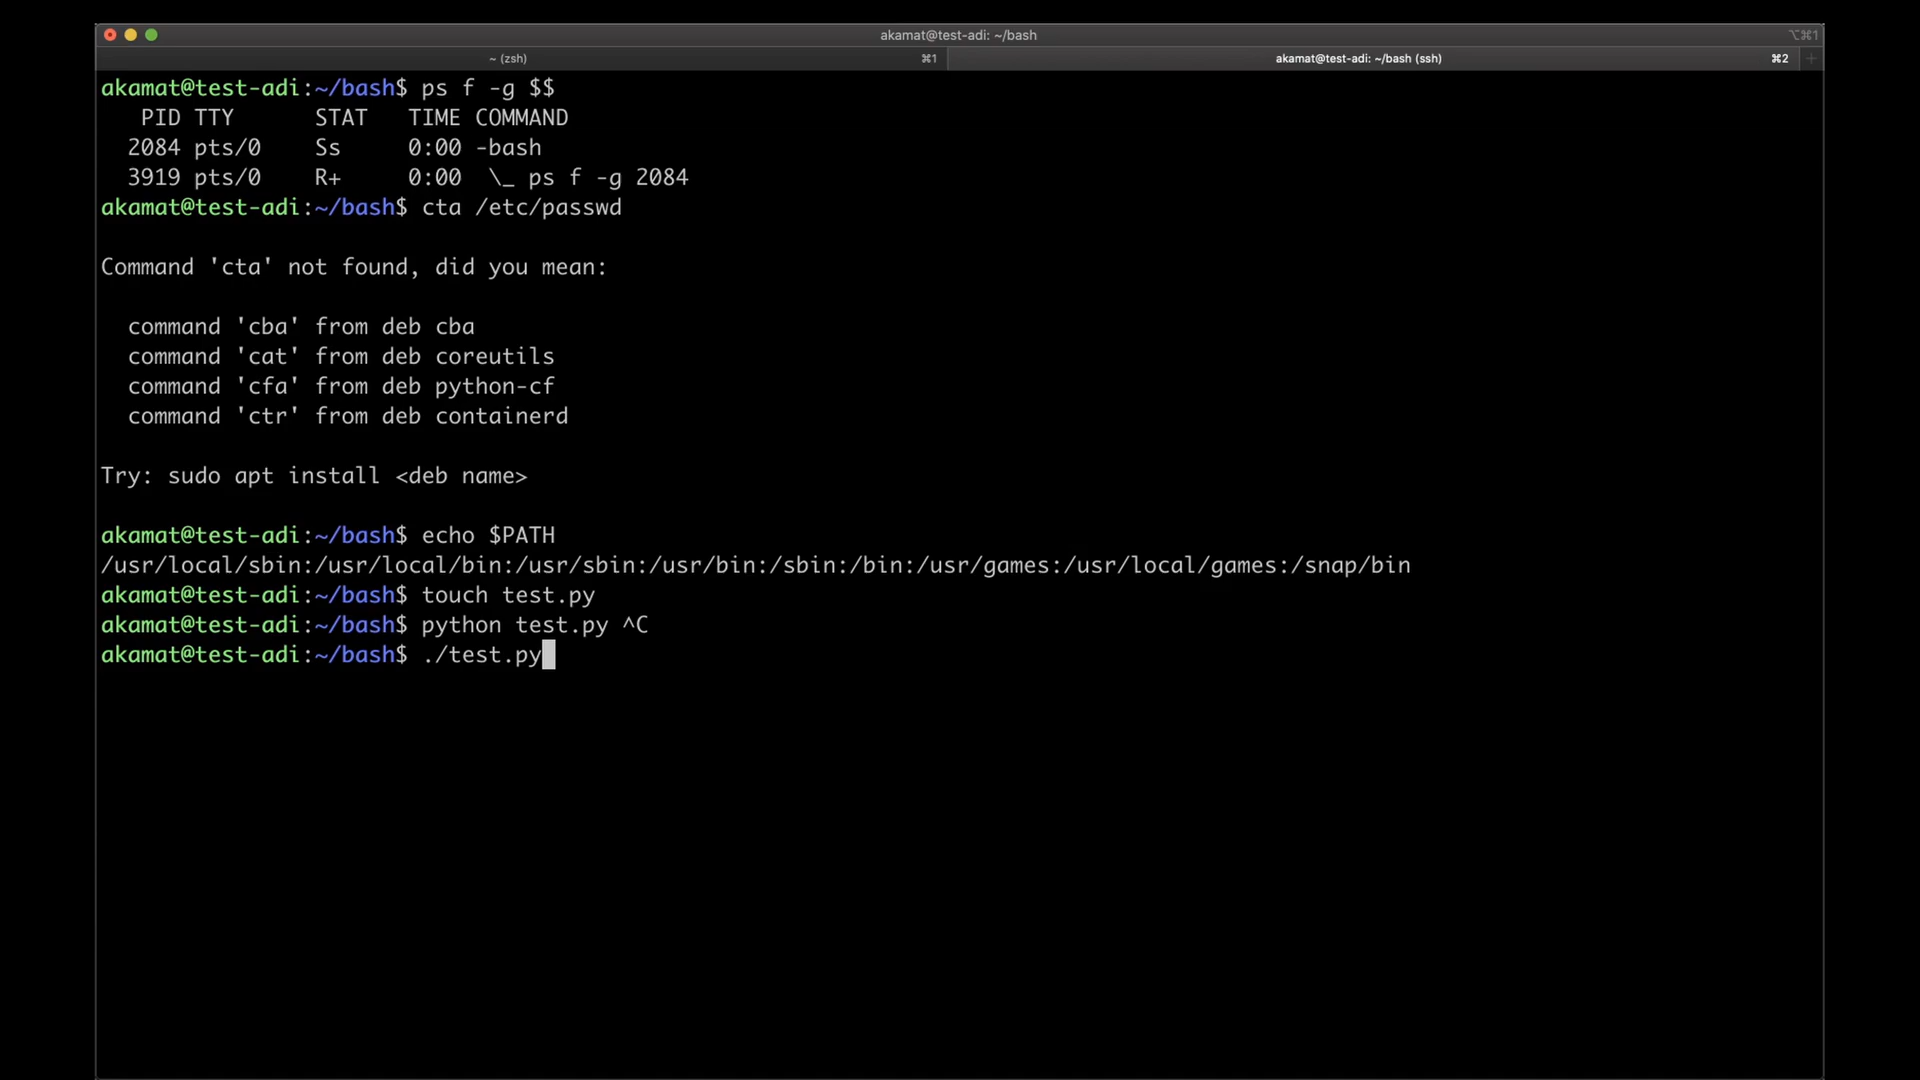 akamat@test-adi: ~/bash
⌥⌘1
~ (zsh)
⌘1
akamat@test-adi: ~/bash (ssh)
⌘2
+
akamat@test-adi:~/bash$ ps f -g $$
PID TTY STAT TIME COMMAND
2084 pts/0 Ss 0:00 -bash
3919 pts/0 R+ 0:00 \_ ps f -g 2084
akamat@test-adi:~/bash$ cta /etc/passwd
Command 'cta' not found, did you mean:
command 'cba' from deb cba
command 'cat' from deb coreutils
command 'cfa' from deb python-cf
command 'ctr' from deb containerd
Try: sudo apt install <deb name>
akamat@test-adi:~/bash$ echo $PATH
/usr/local/sbin:/usr/local/bin:/usr/sbin:/usr/bin:/sbin:/bin:/usr/games:/usr/local/games:/snap/bin
akamat@test-adi:~/bash$ touch test.py
akamat@test-adi:~/bash$ python test.py ^C
akamat@test-adi:~/bash$ ./test.py